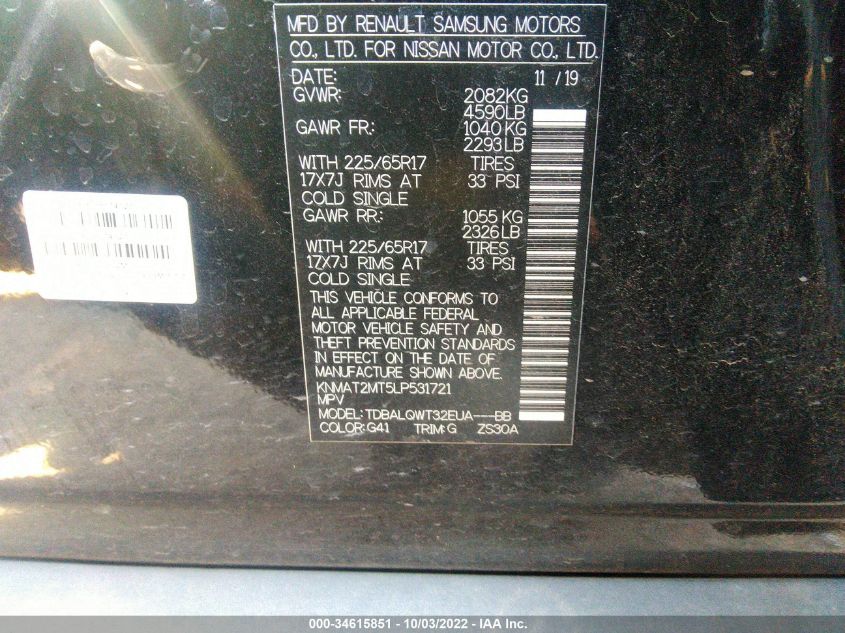 MFD BY RENAULT SAMSUNG MOTORS
CO., LTD. FOR NISSAN MOTOR CO., LTD.
DATE: 11 / 19
GVWR: 2082KG
4590LB
GAWR FR.: 1040 KG
2293 LB
WITH 225/65R17 TIRES
17X7J RIMS AT 33 PSI
COLD SINGLE
GAWR RR.: 1055 KG
2326 LB
WITH 225/65R17 TIRES
17X7J RIMS AT 33 PSI
COLD SINGLE
THIS VEHICLE CONFORMS TO
ALL APPLICABLE FEDERAL
MOTOR VEHICLE SAFETY AND
THEFT PREVENTION STANDARDS
IN EFFECT ON THE DATE OF
MANUFACTURE SHOWN ABOVE.
KNMAT2MT5LP531721
MPV
MODEL: TDBALQWT32EUA---BB
COLOR: G41 TRIM: G ZS30A
000-34615851 - 10/03/2022 - IAA Inc.